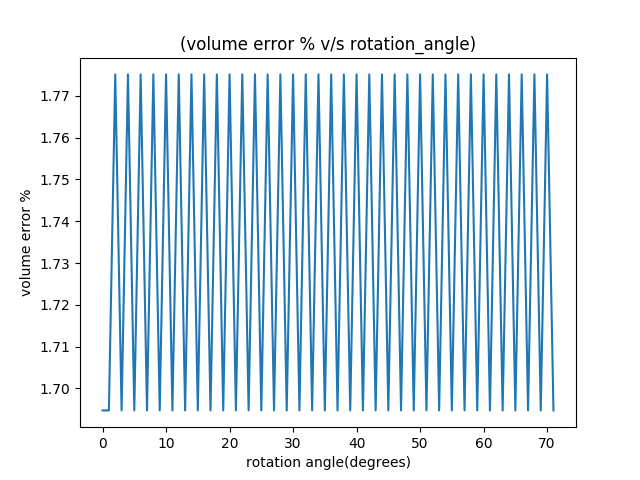 (volume error % v/s rotation_angle)
1.77
1.76
1.75
1.74
1.73
1.72
1.71
1.70
volume error %
0 10 20 30 40 50 60 70
rotation angle(degrees)